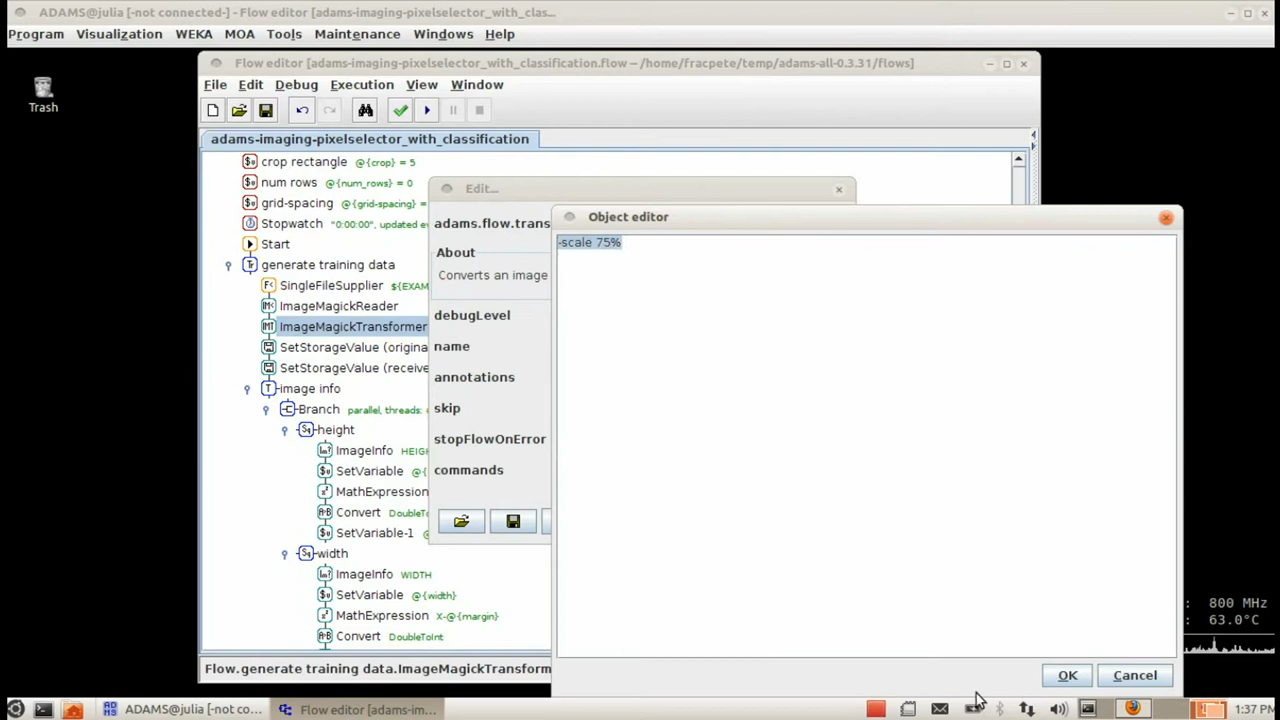 ADAMS@julia [-not connected-] - Flow editor [adams-imaging-pixelselector_with_clas...
Program Visualization WEKA MOA Tools Maintenance Windows Help
Trash
Flow editor [adams-imaging-pixelselector_with_classification.flow – /home/fracpete/temp/adams-all-0.3.31/flows]
File Edit Debug Execution View Window
adams-imaging-pixelselector_with_classification
crop rectangle @{crop} = 5
num rows @{num_rows} = 0
grid-spacing @{grid-spacing} =
Stopwatch "0:00:00", updated e
Start
generate training data
SingleFileSupplier ${EXAM
ImageMagickReader
ImageMagickTransformer
SetStorageValue (origina
SetStorageValue (receive
image info
Branch parallel, threads:
height
ImageInfo HEIGH
SetVariable @{
MathExpression
Convert DoubleTo
SetVariable-1
width
ImageInfo WIDTH
SetVariable @{width}
MathExpression X-@{margin}
Convert DoubleToInt
Flow.generate training data.ImageMagickTransform
Edit...
adams.flow.trans
About
Converts an image
debugLevel
name
annotations
skip
stopFlowOnError
commands
Object editor
-scale 75%
OK Cancel
: 800 MHz
: 63.0°C
ADAMS@julia [-not co... Flow editor [adams-im... 1:37 PM